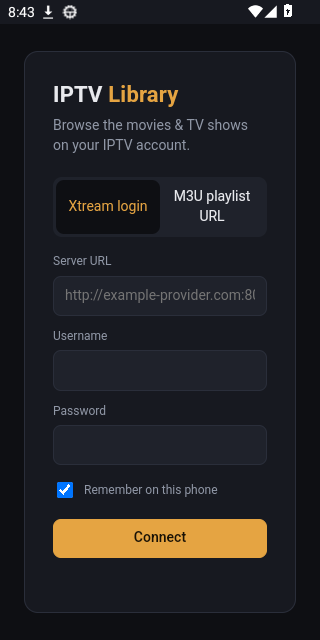 8:43
IPTV Library
Browse the movies & TV shows
on your IPTV account.
Xtream login
M3U playlist
URL
Server URL
http://example-provider.com:80
Username
Password
Remember on this phone
Connect